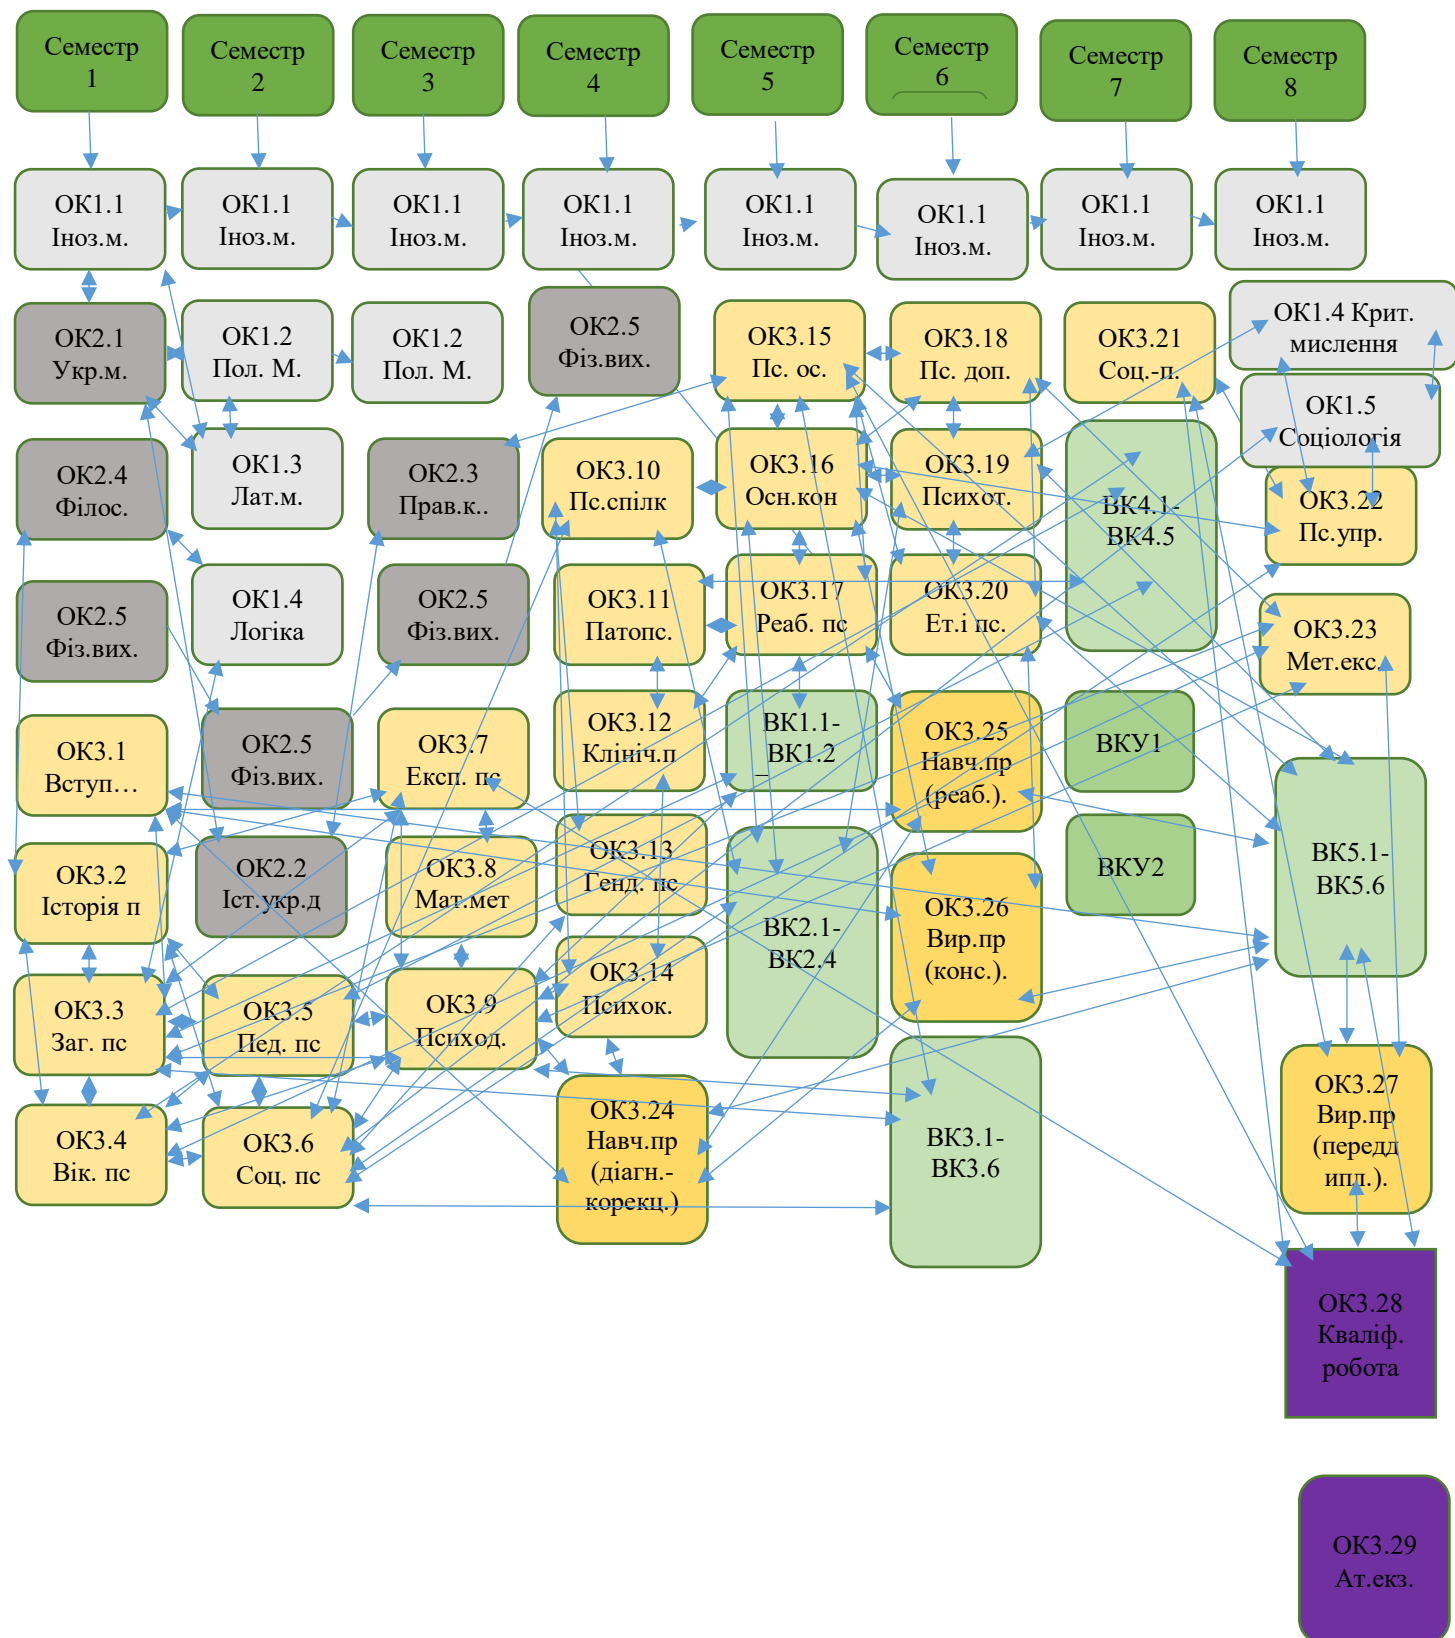 Семестр
1
Семестр
2
Семестр
3
Семестр
4
Семестр
5
Семестр
6
Семестр
7
Семестр
8
ОК1.1
Іноз.м.
ОК1.1
Іноз.м.
ОК1.1
Іноз.м.
ОК1.1
Іноз.м.
ОК1.1
Іноз.м.
ОК1.1
Іноз.м.
ОК1.1
Іноз.м.
ОК1.1
Іноз.м.
ОК2.1
Укр.м.
ОК1.2
Пол. М.
ОК1.2
Пол. М.
ОК2.5
Фіз.вих.
ОК3.15
Пс. ос.
ОК3.18
Пс. доп.
ОК3.21
Соц.-п.
ОК1.4 Крит.
мислення
ОК1.5
Соціологія
ОК2.4
Філос.
ОК1.3
Лат.м.
ОК2.3
Прав.к..
ОК3.10
Пс.спілк
ОК3.16
Осн.кон
ОК3.19
Психот.
ВК4.1-
ВК4.5
ОК3.22
Пс.упр.
ОК2.5
Фіз.вих.
ОК1.4
Логіка
ОК2.5
Фіз.вих.
ОК3.11
Патопс.
ОК3.17
Реаб. пс
ОК3.20
Ет.і пс.
ОК3.23
Мет.екс.
ОК3.1
Вступ…
ОК2.5
Фіз.вих.
ОК3.7
Експ. пс
ОК3.12
Клініч.п
ВК1.1-
ВК1.2
ОК3.25
Навч.пр
(реаб.).
ВКУ1
ОК3.2
Історія п
ОК2.2
Іст.укр.д
ОК3.8
Мат.мет
ОК3.13
Генд. пс
ВК2.1-
ВК2.4
ОК3.26
Вир.пр
(конс.).
ВКУ2
ВК5.1-
ВК5.6
ОК3.3
Заг. пс
ОК3.5
Пед. пс
ОК3.9
Психод.
ОК3.14
Психок.
ОК3.4
Вік. пс
ОК3.6
Соц. пс
ОК3.24
Навч.пр
(діагн.-
корекц.)
ВК3.1-
ВК3.6
ОК3.27
Вир.пр
(передд
ипл.).
ОК3.28
Кваліф.
робота
ОК3.29
Ат.екз.